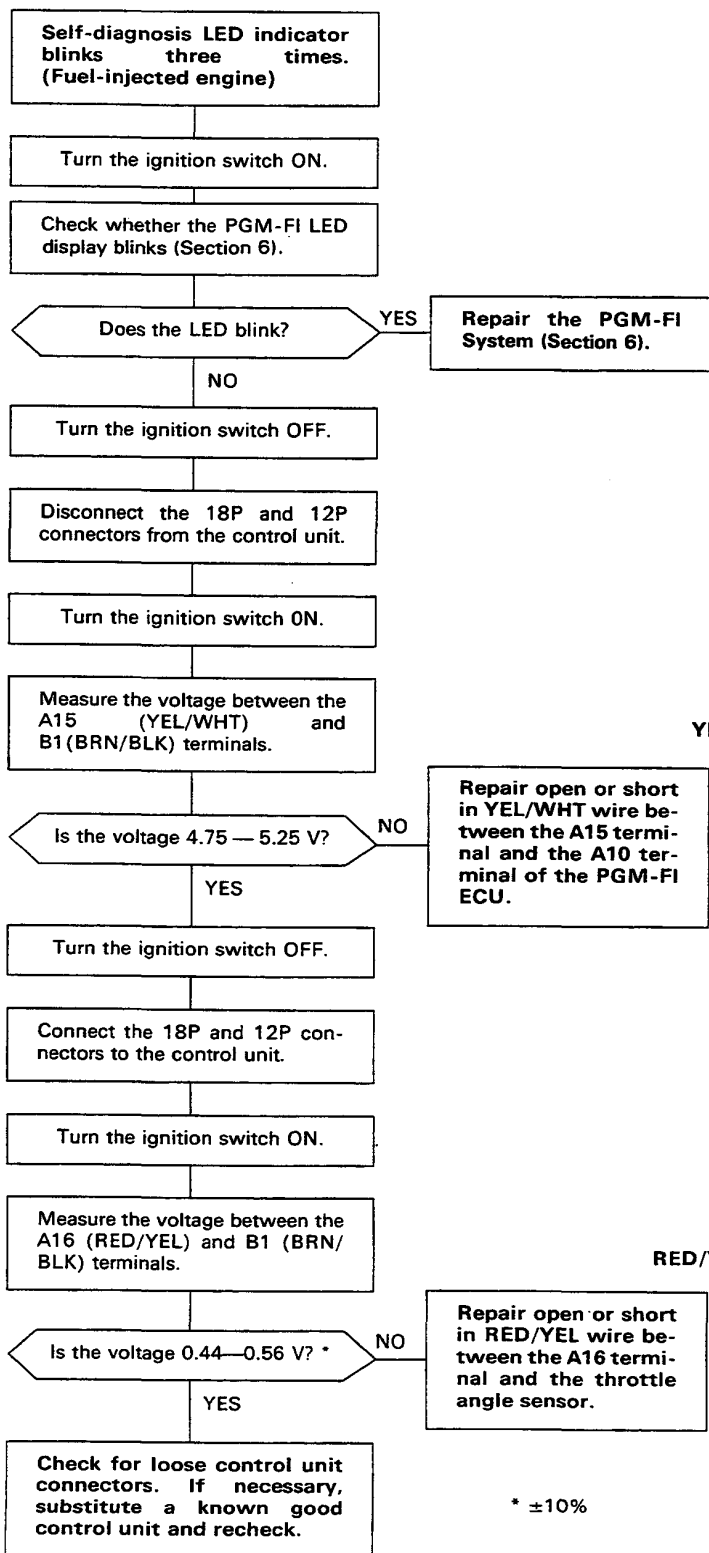 Self-diagnosis LED indicator
blinks three times.
(Fuel-injected engine)
Turn the ignition switch ON.
Check whether the PGM-FI LED
display blinks (Section 6).
Does the LED blink?
YES
Repair the PGM-FI
System (Section 6).
NO
Turn the ignition switch OFF.
Disconnect the 18P and 12P
connectors from the control unit.
Turn the ignition switch ON.
Measure the voltage between the
A15 (YEL/WHT) and
B1(BRN/BLK) terminals.
Is the voltage 4.75 — 5.25 V?
NO
Repair open or short
in YEL/WHT wire be-
tween the A15 termi-
nal and the A10 ter-
minal of the PGM-FI
ECU.
YES
Turn the ignition switch OFF.
Connect the 18P and 12P con-
nectors to the control unit.
Turn the ignition switch ON.
Measure the voltage between the
A16 (RED/YEL) and B1 (BRN/
BLK) terminals.
RED/
Is the voltage 0.44—0.56 V? *
NO
Repair open or short
in RED/YEL wire be-
tween the A16 termi-
nal and the throttle
angle sensor.
YES
Check for loose control unit
connectors. If necessary,
substitute a known good
control unit and recheck.
* ±10%